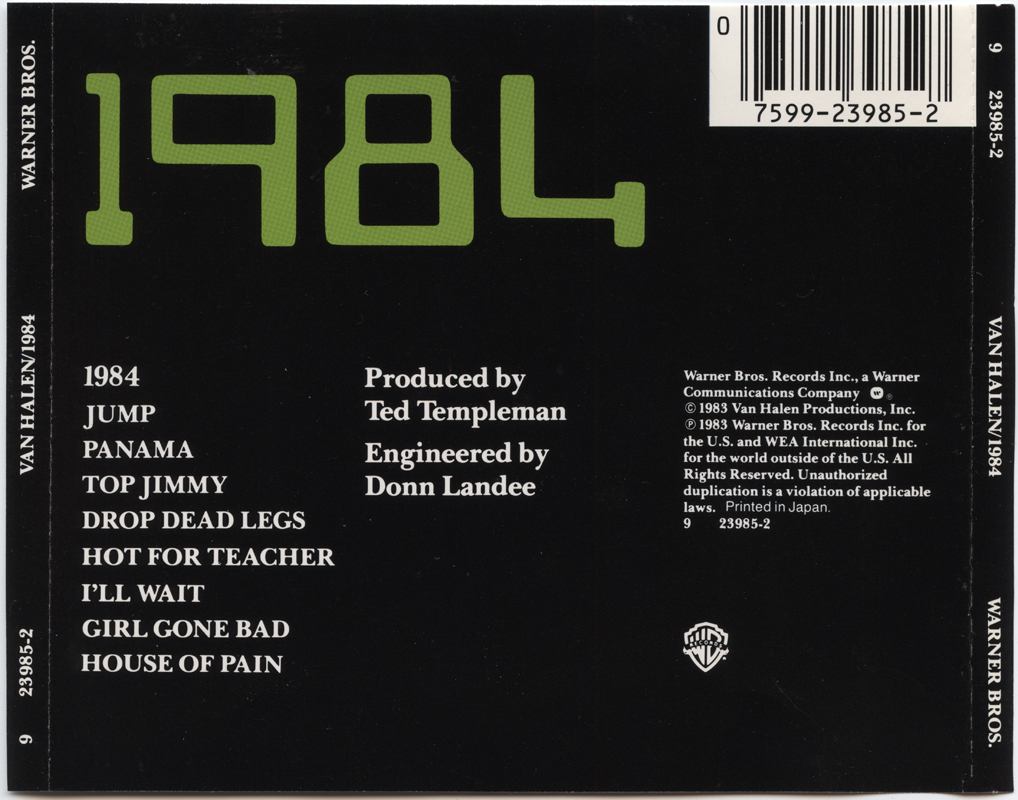 WARNER BROS.
VAN HALEN/1984
23985-2
9
1984
0
7599-23985-2
1984
JUMP
PANAMA
TOP JIMMY
DROP DEAD LEGS
HOT FOR TEACHER
I'LL WAIT
GIRL GONE BAD
HOUSE OF PAIN
Produced by
Ted Templeman
Engineered by
Donn Landee
Warner Bros. Records Inc., a Warner
Communications Company W ®
© 1983 Van Halen Productions, Inc.
℗ 1983 Warner Bros. Records Inc. for
the U.S. and WEA International Inc.
for the world outside of the U.S. All
Rights Reserved. Unauthorized
duplication is a violation of applicable
laws. Printed in Japan.
9 23985-2
WB
RECORDS
9
23985-2
VAN HALEN/1984
WARNER BROS.